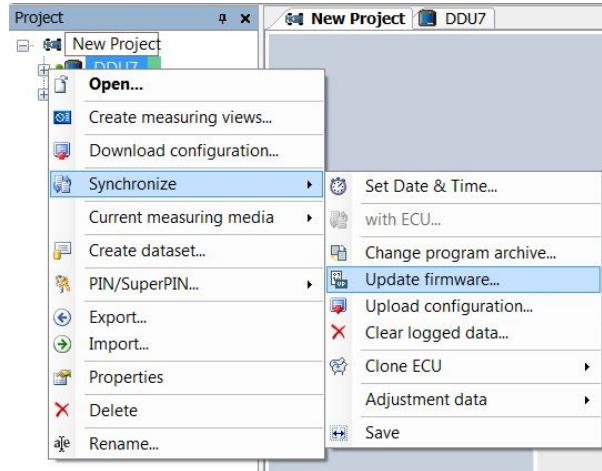 Project
New Project
DDU7
New Project
DDU7
Open...
Create measuring views...
Download configuration...
Synchronize
Current measuring media
Create dataset...
PIN/SuperPIN...
Export...
Import...
Properties
Delete
Rename...
Set Date & Time...
with ECU...
Change program archive...
Update firmware...
Upload configuration...
Clear logged data...
Clone ECU
Adjustment data
Save